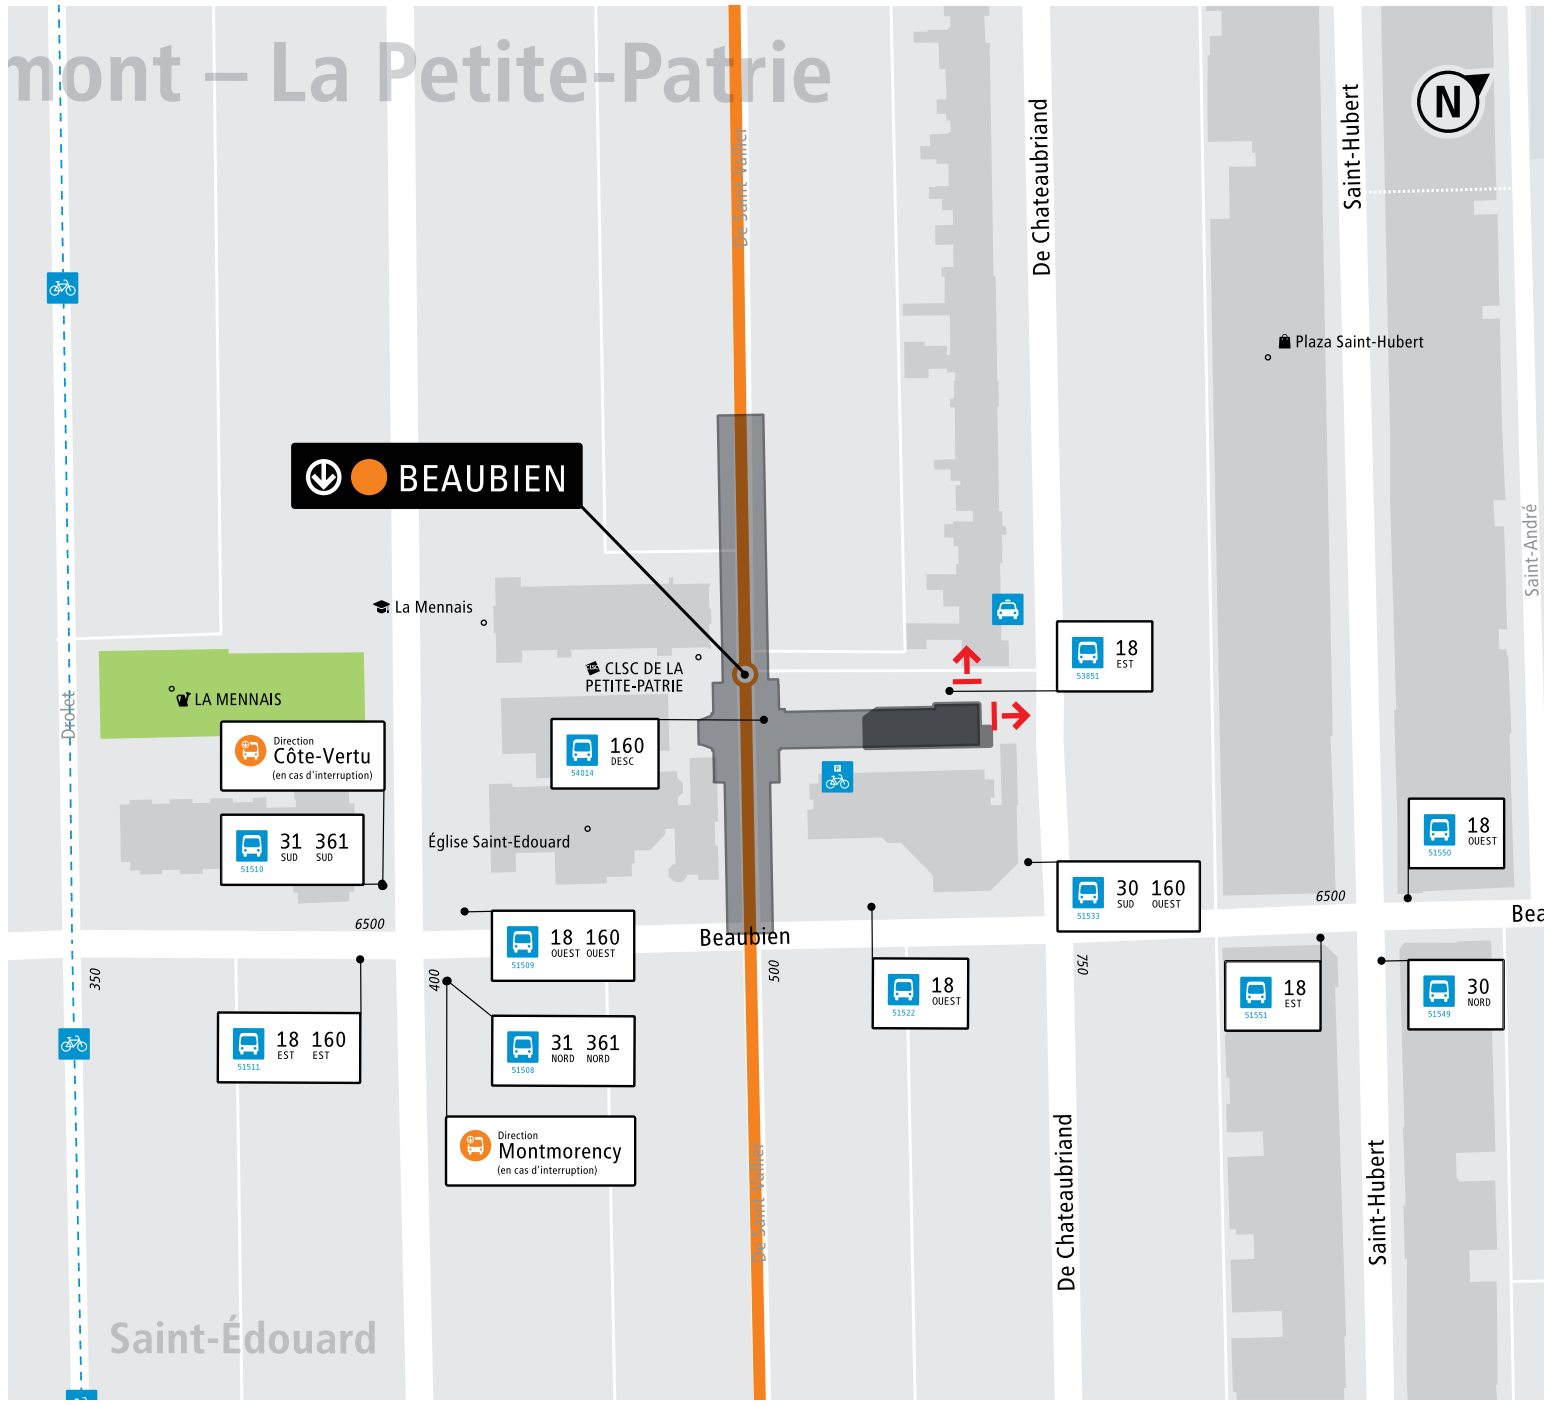 mont – La Petite-Patrie
De Saint-Vallier
De Chateaubriand
Saint-Hubert
N
Plaza Saint-Hubert
BEAUBIEN
Saint-André
La Mennais
CLSC DE LA
PETITE-PATRIE
18
EST
53851
LA MENNAIS
Drolet
Direction
Côte-Vertu
(en cas d'interruption)
160
DESC
54014
P
31 361
SUD SUD
51510
Église Saint-Edouard
18
OUEST
51550
30 160
SUD OUEST
51533
6500
6500
Beaubien
Bea
18 160
OUEST OUEST
51509
350
400
500
750
18
OUEST
51522
18
EST
51551
30
NORD
51549
18 160
EST EST
51511
31 361
NORD NORD
51508
Direction
Montmorency
(en cas d'interruption)
De Saint-Vallier
De Chateaubriand
Saint-Hubert
Saint-Édouard